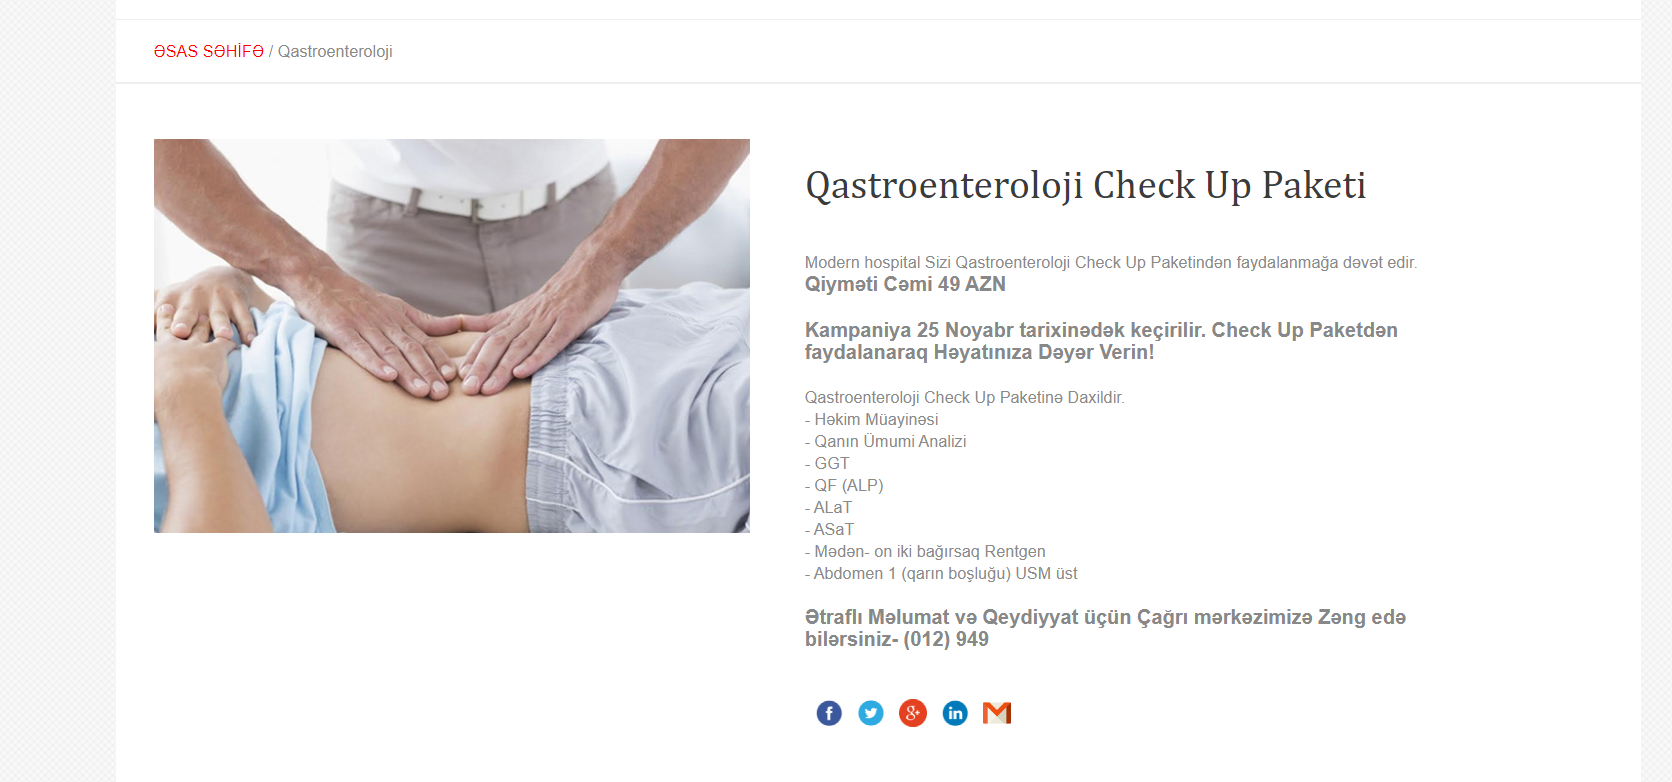 ƏSAS SƏHİFƏ / Qastroenteroloji
Qastroenteroloji Check Up Paketi
Modern hospital Sizi Qastroenteroloji Check Up Paketindən faydalanmağa dəvət edir.
Qiyməti Cəmi 49 AZN
Kampaniya 25 Noyabr tarixinədək keçirilir. Check Up Paketdən
faydalanaraq Həyatınıza Dəyər Verin!
Qastroenteroloji Check Up Paketinə Daxildir.
- Həkim Müayinəsi
- Qanın Ümumi Analizi
- GGT
- QF (ALP)
- ALaT
- ASaT
- Mədən- on iki bağırsaq Rentgen
- Abdomen 1 (qarın boşluğu) USM üst
Ətraflı Məlumat və Qeydiyyat üçün Çağrı mərkəzimizə Zəng edə
bilərsiniz- (012) 949